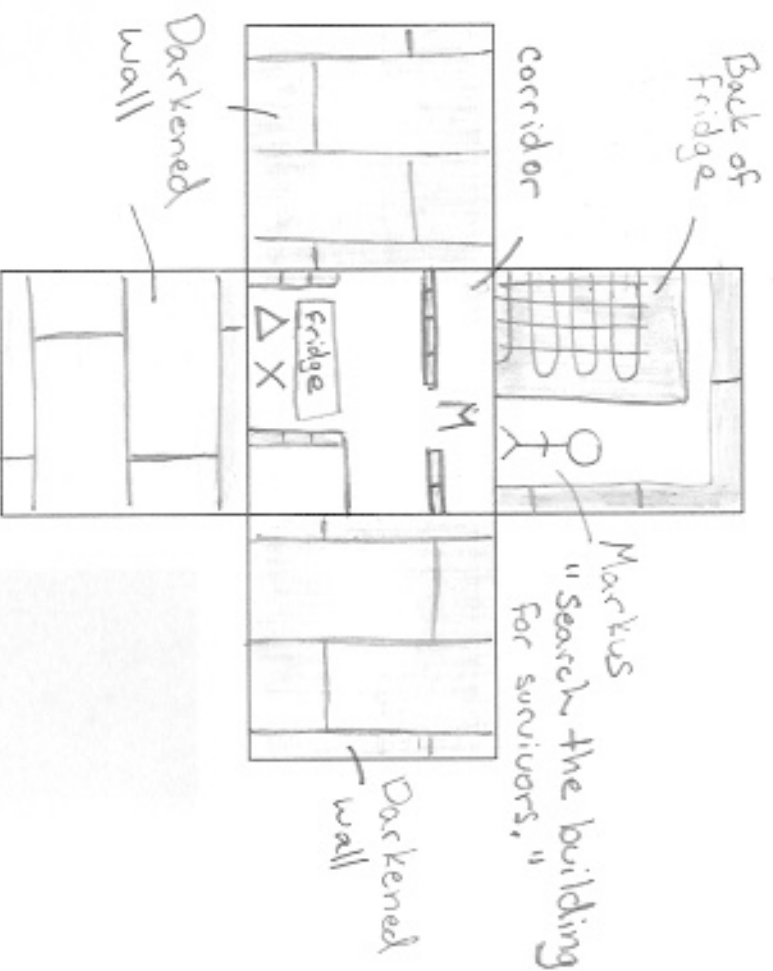 Back of
fridge
Markus
"search the building
for survivors."
corridor
M
Fridge
Δ X
Darkened
wall
Darkened
wall